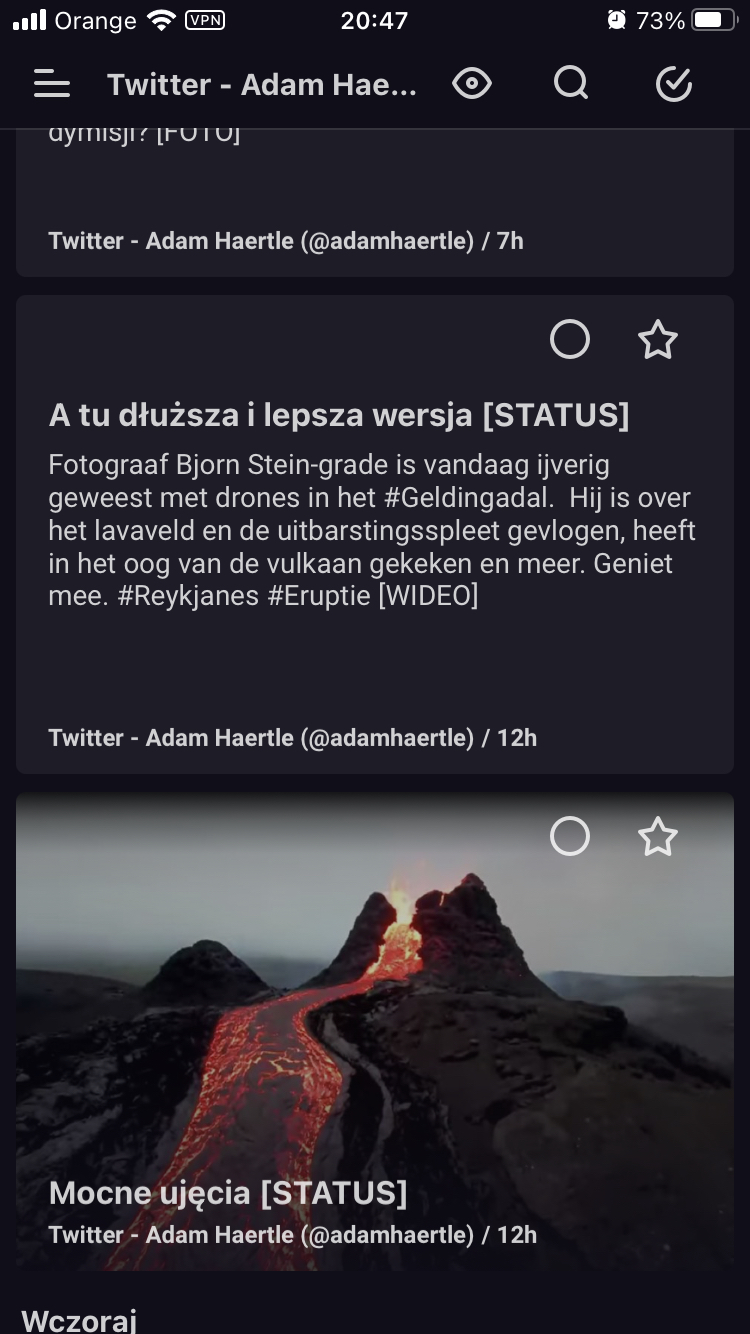 Orange VPN 20:47 73%
Twitter - Adam Hae...
dymisji? [FOTO]
Twitter - Adam Haertle (@adamhaertle) / 7h
A tu dłuższa i lepsza wersja [STATUS]
Fotograaf Bjorn Stein-grade is vandaag ijverig
geweest met drones in het #Geldingadal.  Hij is over
het lavaveld en de uitbarstingsspleet gevlogen, heeft
in het oog van de vulkaan gekeken en meer. Geniet
mee. #Reykjanes #Eruptie [WIDEO]
Twitter - Adam Haertle (@adamhaertle) / 12h
Mocne ujęcia [STATUS]
Twitter - Adam Haertle (@adamhaertle) / 12h
Wczoraj